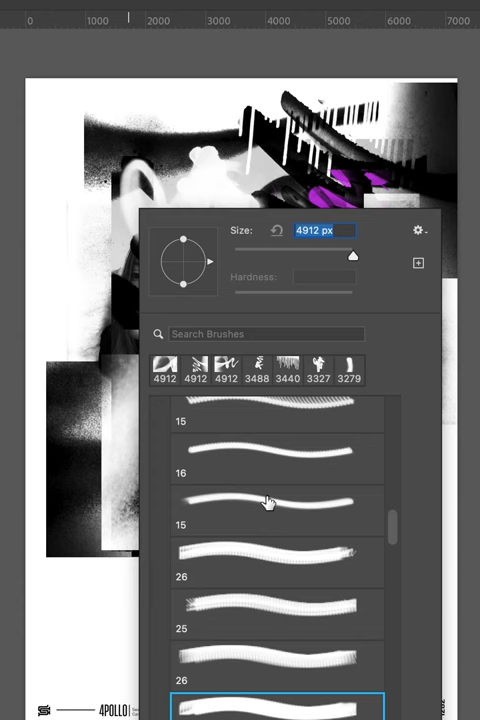 0 1000 2000 3000 4000 5000 6000 7000
Size: 4912 px
Hardness:
Search Brushes
4912 4912 4912 3488 3440 3327 3279
15
16
15
26
25
26
4POLLO